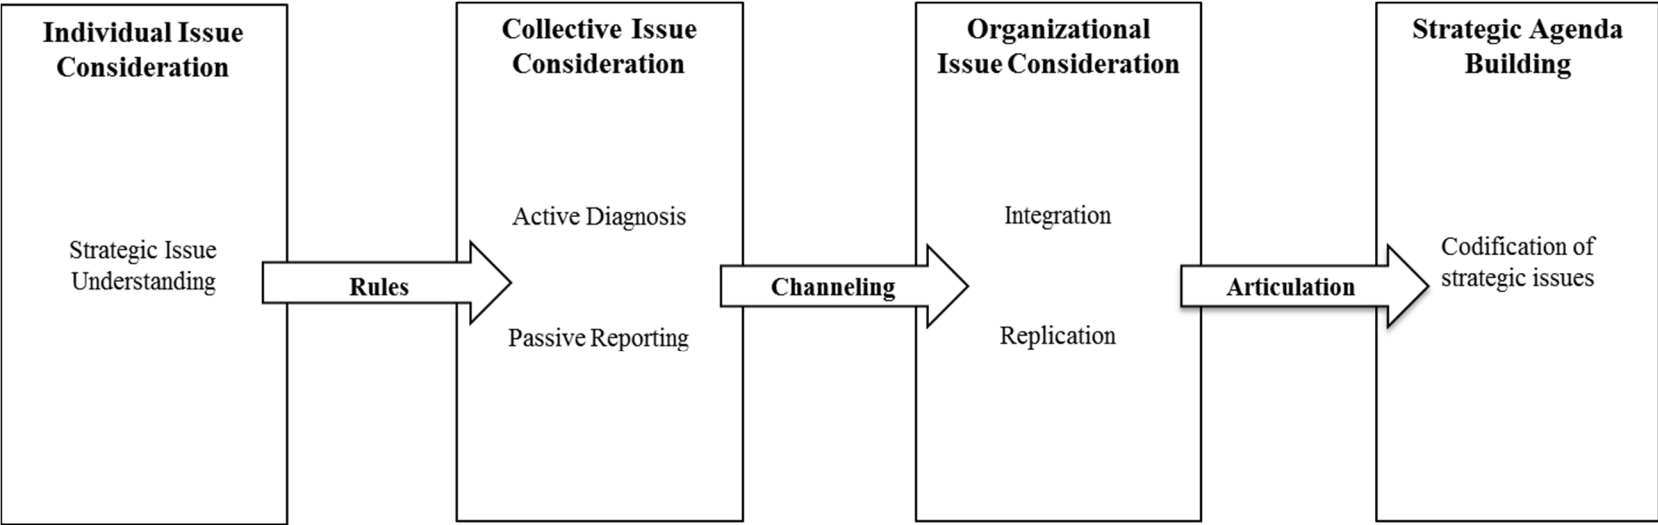 Individual Issue
Consideration
Strategic Issue
Understanding
Rules
Collective Issue
Consideration
Active Diagnosis
Passive Reporting
Channeling
Organizational
Issue Consideration
Integration
Replication
Articulation
Strategic Agenda
Building
Codification of
strategic issues